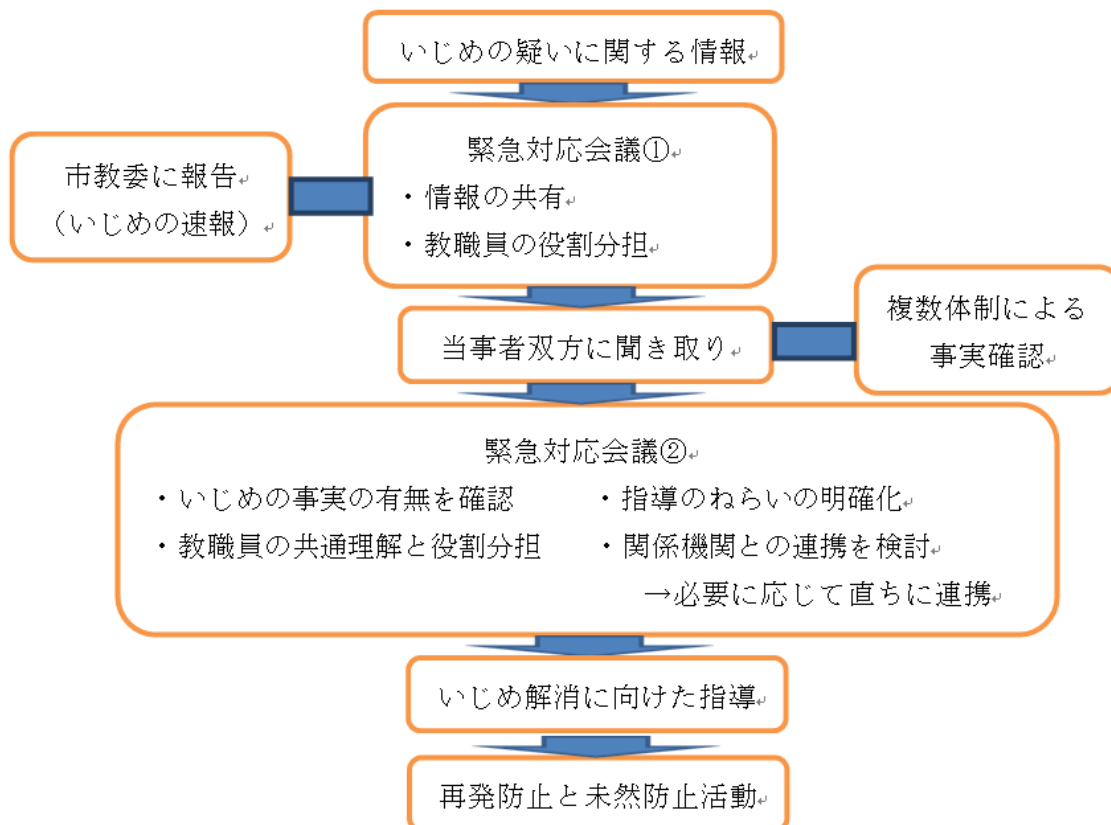 いじめの疑いに関する情報
緊急対応会議①
・情報の共有
・教職員の役割分担
市教委に報告
（いじめの速報）
当事者双方に聞き取り
複数体制による
事実確認
緊急対応会議②
・いじめの事実の有無を確認
・指導のねらいの明確化
・教職員の共通理解と役割分担
・関係機関との連携を検討
→必要に応じて直ちに連携
いじめ解消に向けた指導
再発防止と未然防止活動